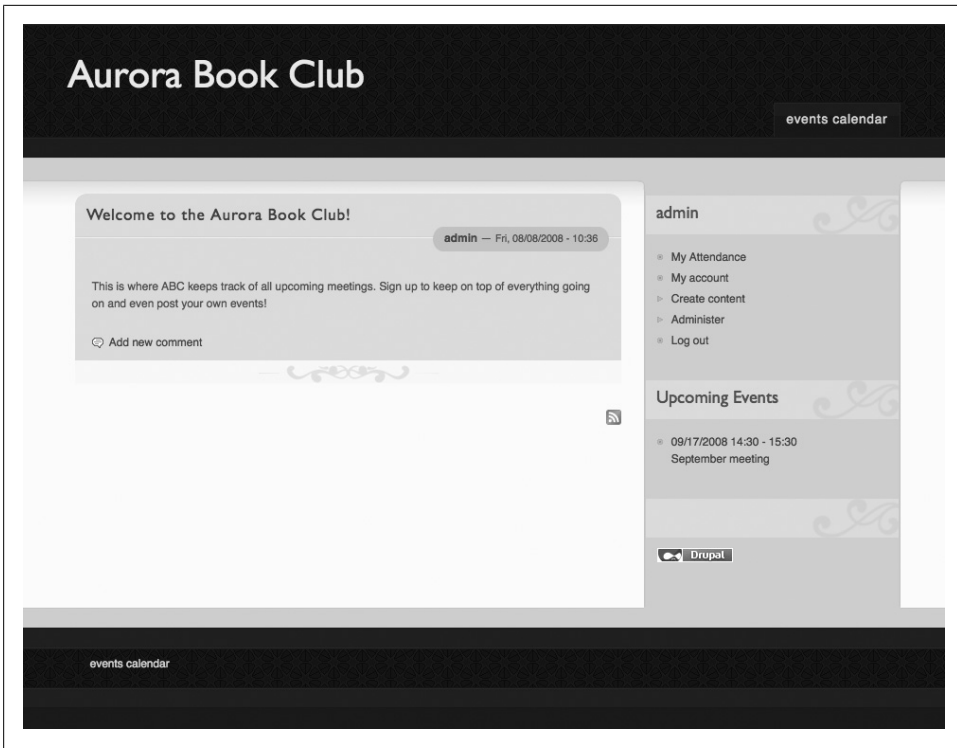 Aurora Book Club
events calendar
Welcome to the Aurora Book Club!
admin — Fri, 08/08/2008 - 10:36
This is where ABC keeps track of all upcoming meetings. Sign up to keep on top of everything going
on and even post your own events!
Add new comment
admin
My Attendance
My account
Create content
Administer
Log out
Upcoming Events
09/17/2008 14:30 - 15:30
September meeting
Drupal
events calendar